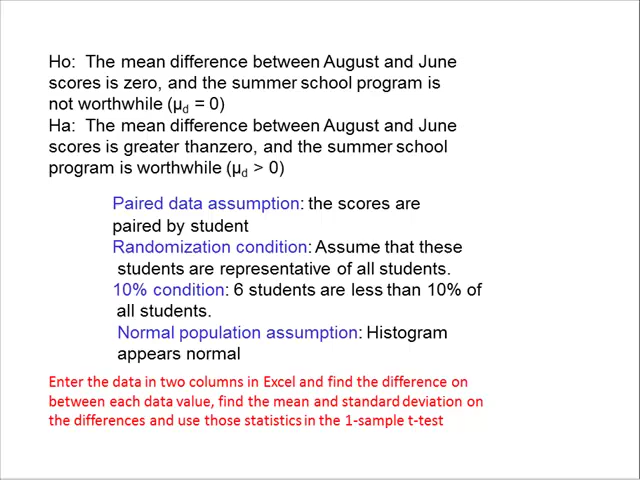 Ho:  The mean difference between August and June
scores is zero, and the summer school program is
not worthwhile (μd = 0)
Ha:  The mean difference between August and June
scores is greater thanzero, and the summer school
program is worthwhile (μd > 0)
Paired data assumption: the scores are
paired by student
Randomization condition: Assume that these
students are representative of all students.
10% condition: 6 students are less than 10% of
all students.
Normal population assumption: Histogram
appears normal
Enter the data in two columns in Excel and find the difference on
between each data value, find the mean and standard deviation on
the differences and use those statistics in the 1-sample t-test